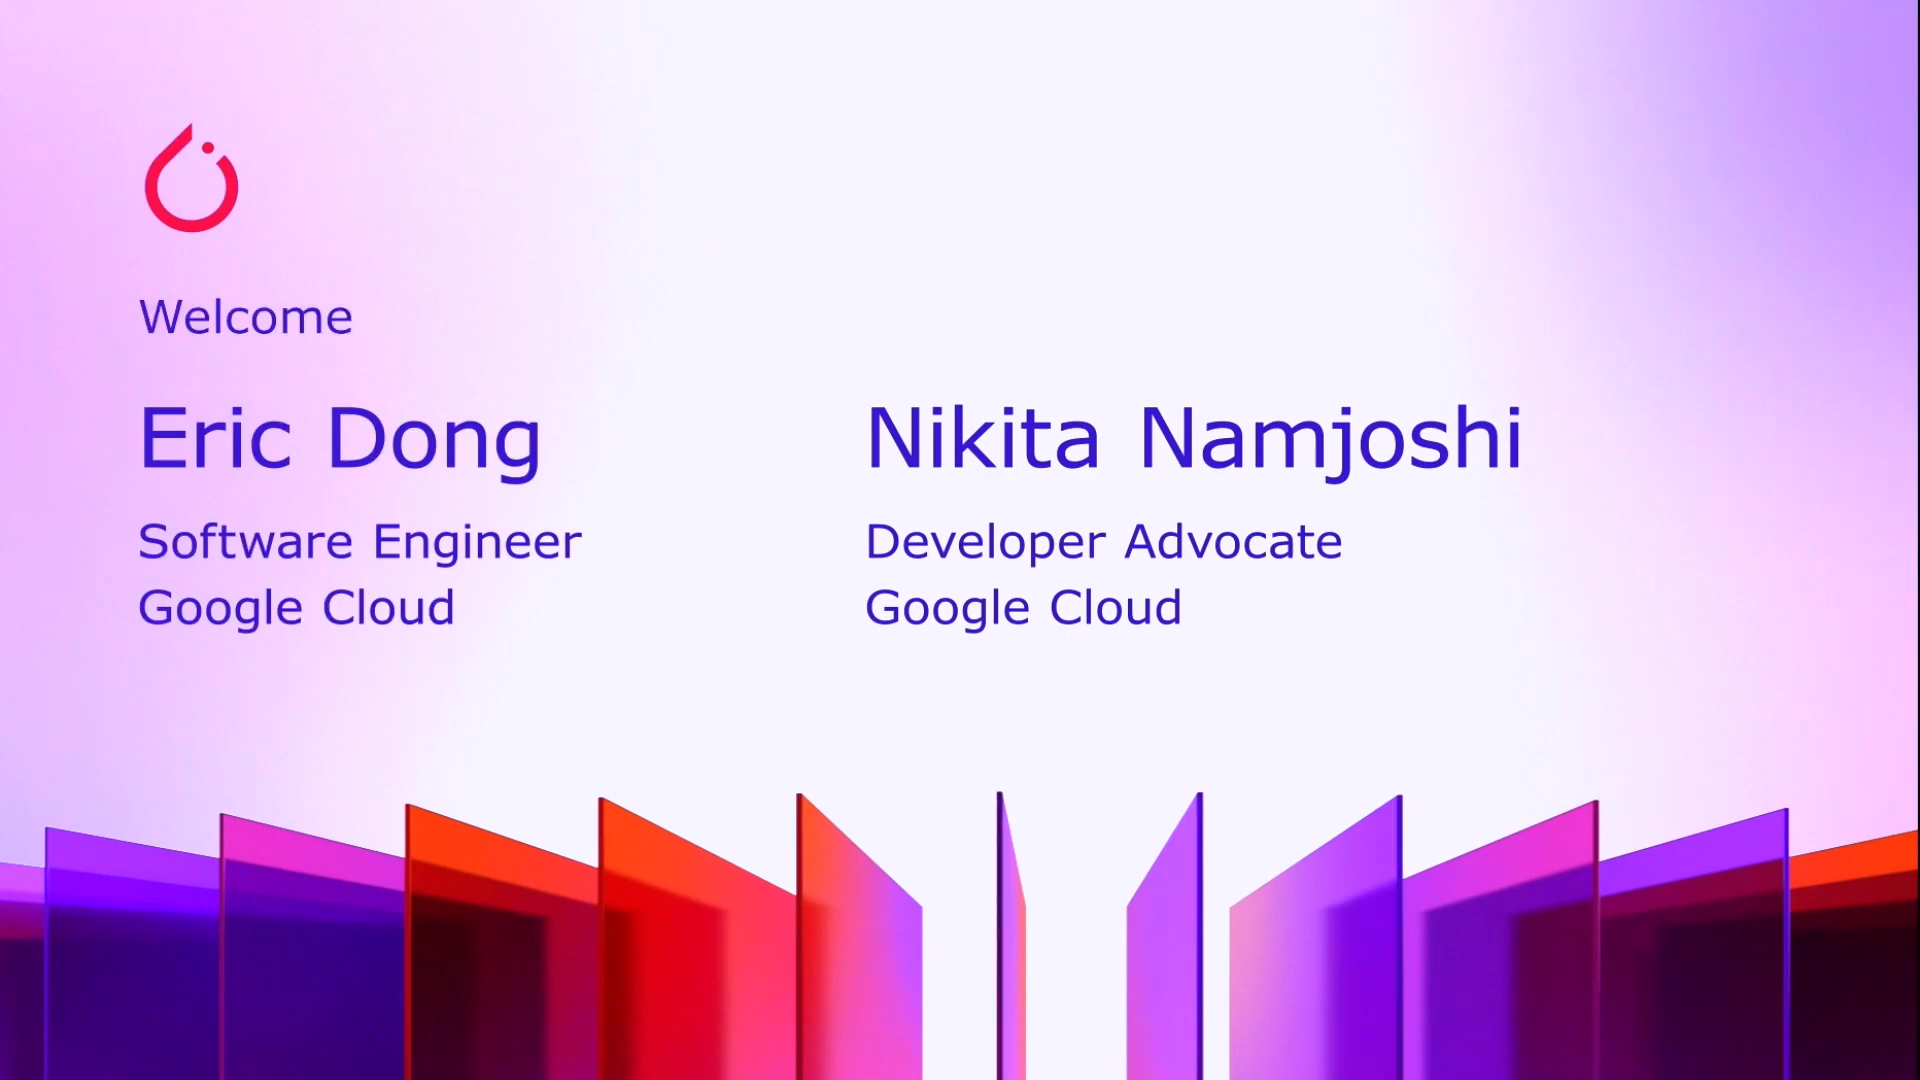 Welcome
Eric Dong
Software Engineer
Google Cloud
Nikita Namjoshi
Developer Advocate
Google Cloud